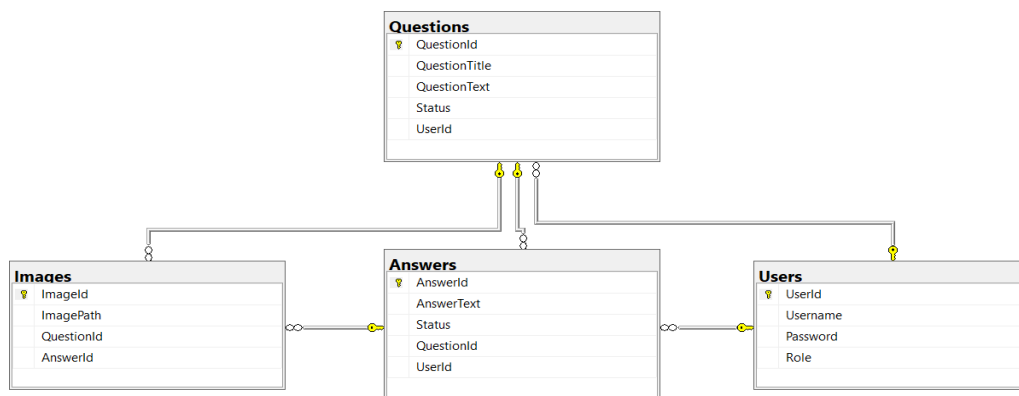 Questions
QuestionId
QuestionTitle
QuestionText
Status
UserId
Images
ImageId
ImagePath
QuestionId
AnswerId
Answers
AnswerId
AnswerText
Status
QuestionId
UserId
Users
UserId
Username
Password
Role